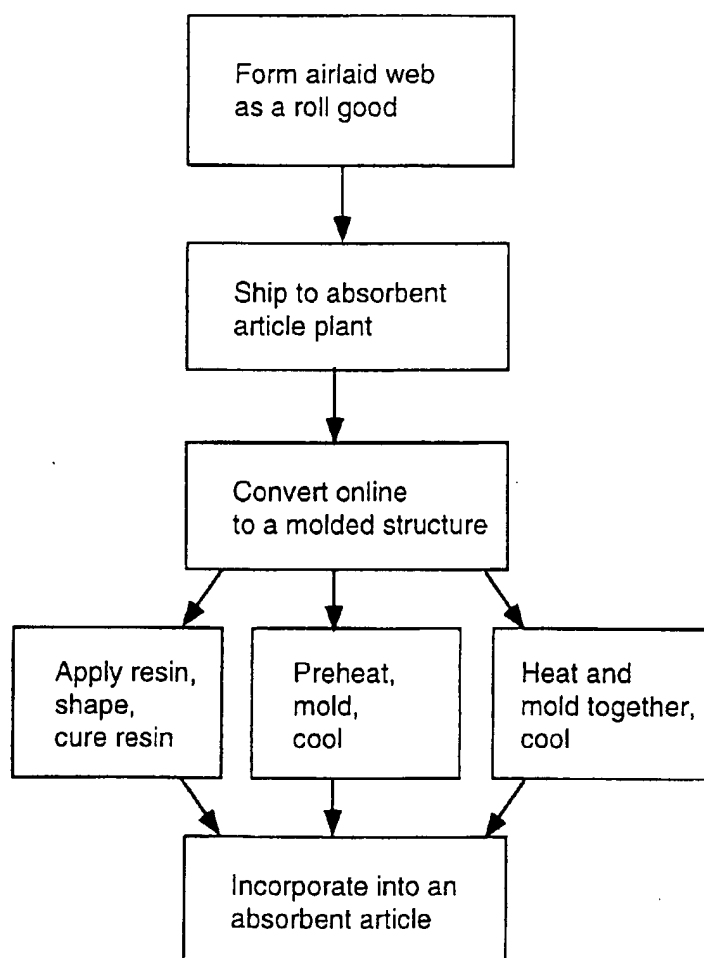 Form airlaid web
as a roll good
Ship to absorbent
article plant
Convert online
to a molded structure
Apply resin,
shape,
cure resin
Preheat,
mold,
cool
Heat and
mold together,
cool
Incorporate into an
absorbent article